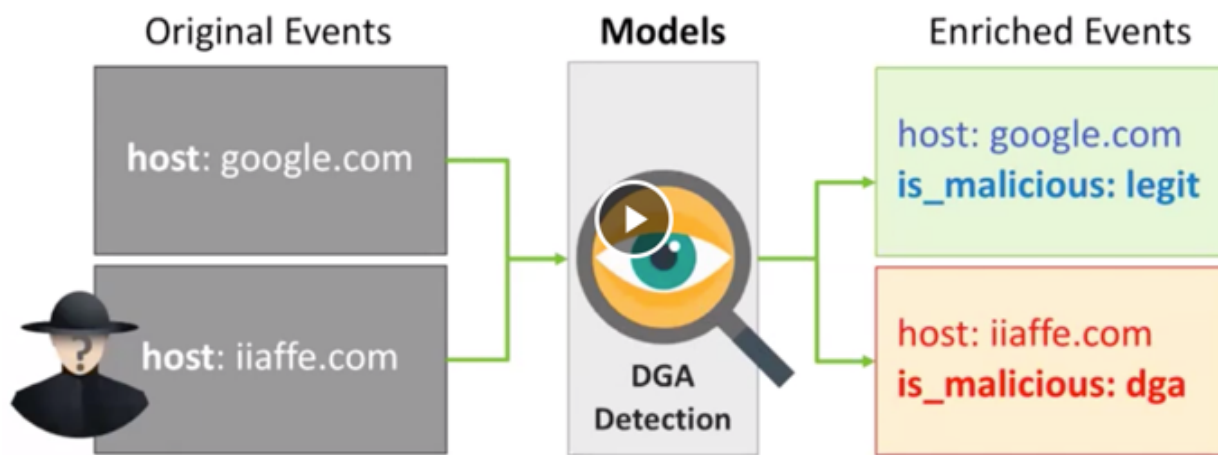 Original Events
Models
Enriched Events
host: google.com
host: iiaffe.com
?
DGA
Detection
host: google.com
is_malicious: legit
host: iiaffe.com
is_malicious: dga